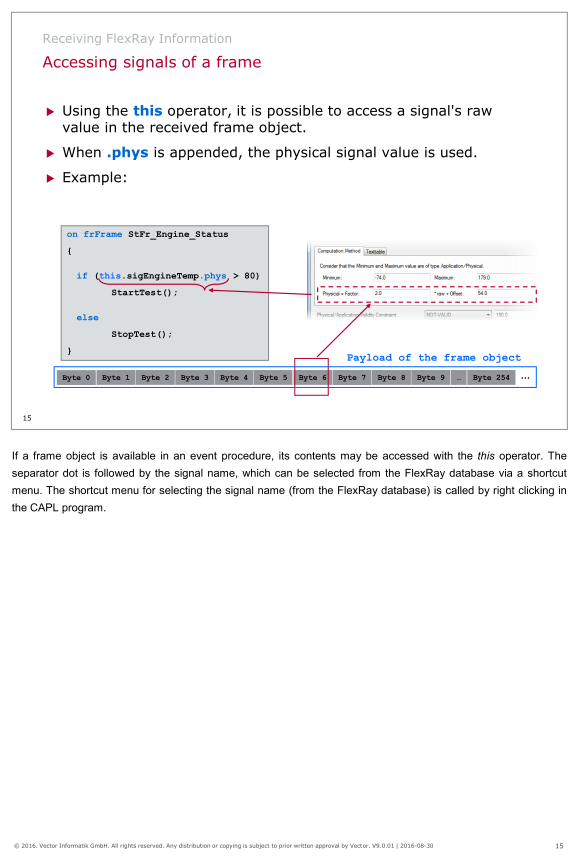 Receiving FlexRay Information
Accessing signals of a frame
Using the this operator, it is possible to access a signal's raw
value in the received frame object.
When .phys is appended, the physical signal value is used.
Example:
on frFrame StFr_Engine_Status
{
if (this.sigEngineTemp.phys > 80)
StartTest();
else
StopTest();
}
Computation Method Texttable
Consider that the Minimum and Maximum value are of type Application/Physical.
Minimum: -74.0 Maximum: 179.0
Physical = Factor: 2.0 * raw + Offset: 54.0
Physical/Application Validity Constraint: NOT-VALID 180.0
Payload of the frame object
Byte 0 Byte 1 Byte 2 Byte 3 Byte 4 Byte 5 Byte 6 Byte 7 Byte 8 Byte 9 … Byte 254 …
15
If a frame object is available in an event procedure, its contents may be accessed with the this operator. The
separator dot is followed by the signal name, which can be selected from the FlexRay database via a shortcut
menu. The shortcut menu for selecting the signal name (from the FlexRay database) is called by right clicking in
the CAPL program.
© 2016. Vector Informatik GmbH. All rights reserved. Any distribution or copying is subject to prior written approval by Vector. V9.0.01 | 2016-08-30 15